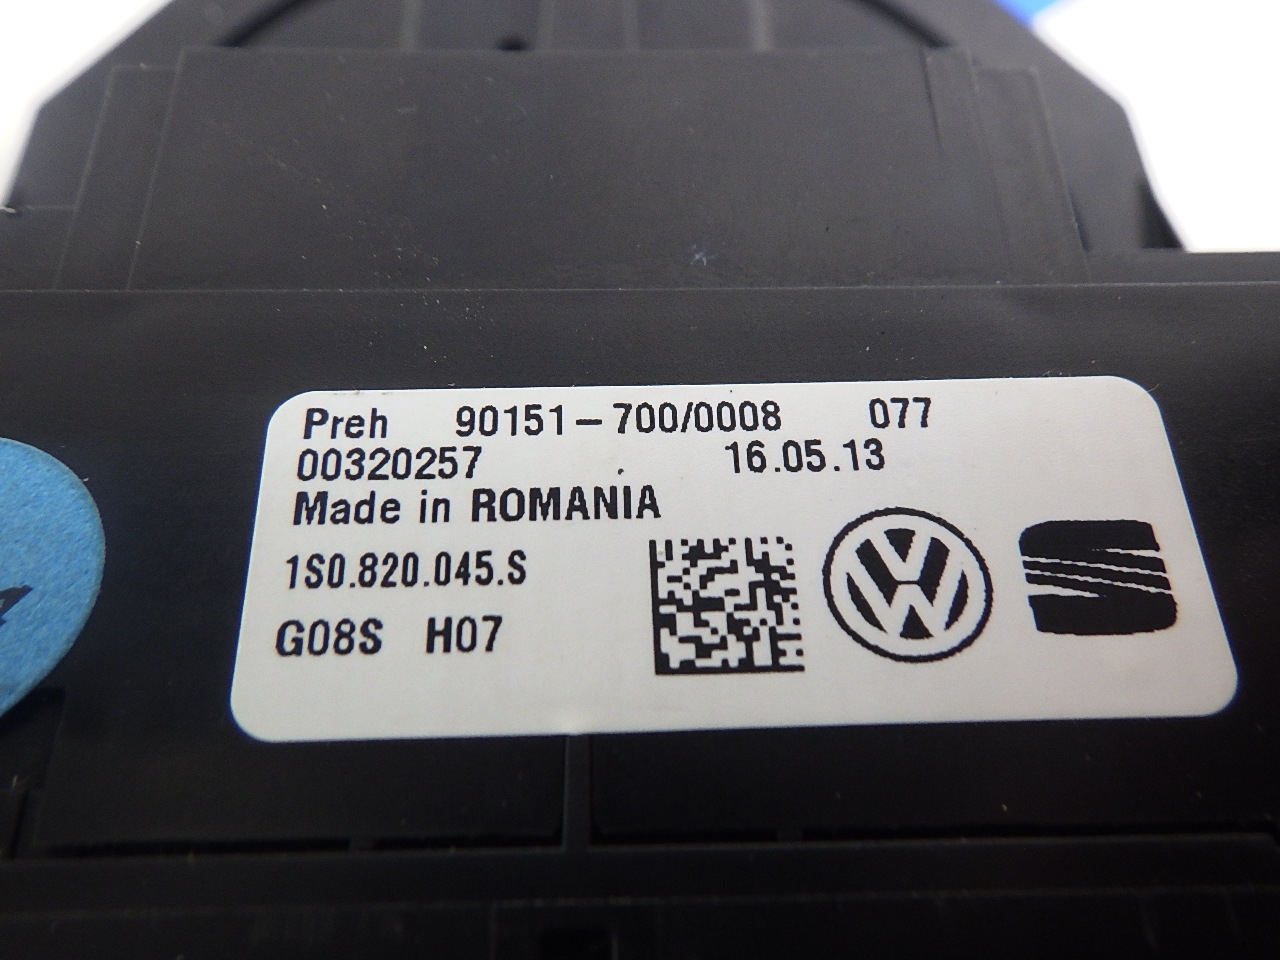 Preh 90151-700/0008 077
00320257 16.05.13
Made in ROMANIA
1S0.820.045.S
G08S H07